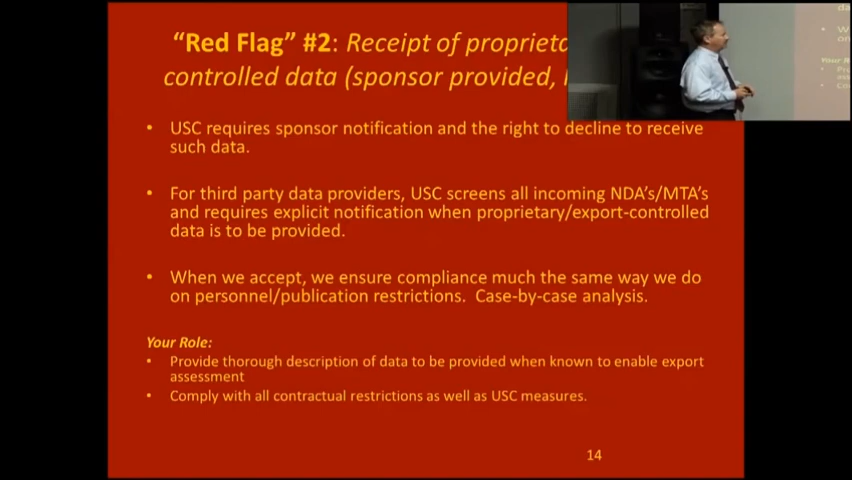 “Red Flag” #2: Receipt of
controlled data (sponsor provided,
• USC requires sponsor notification and the right to decline to receive
such data.
• For third party data providers, USC screens all incoming NDA’s/MTA’s
and requires explicit notification when proprietary/export-controlled
data is to be provided.
• When we accept, we ensure compliance much the same way we do
on personnel/publication restrictions. Case-by-case analysis.
Your Role:
• Provide thorough description of data to be provided when known to enable export
assessment
• Comply with all contractual restrictions as well as USC measures.
14